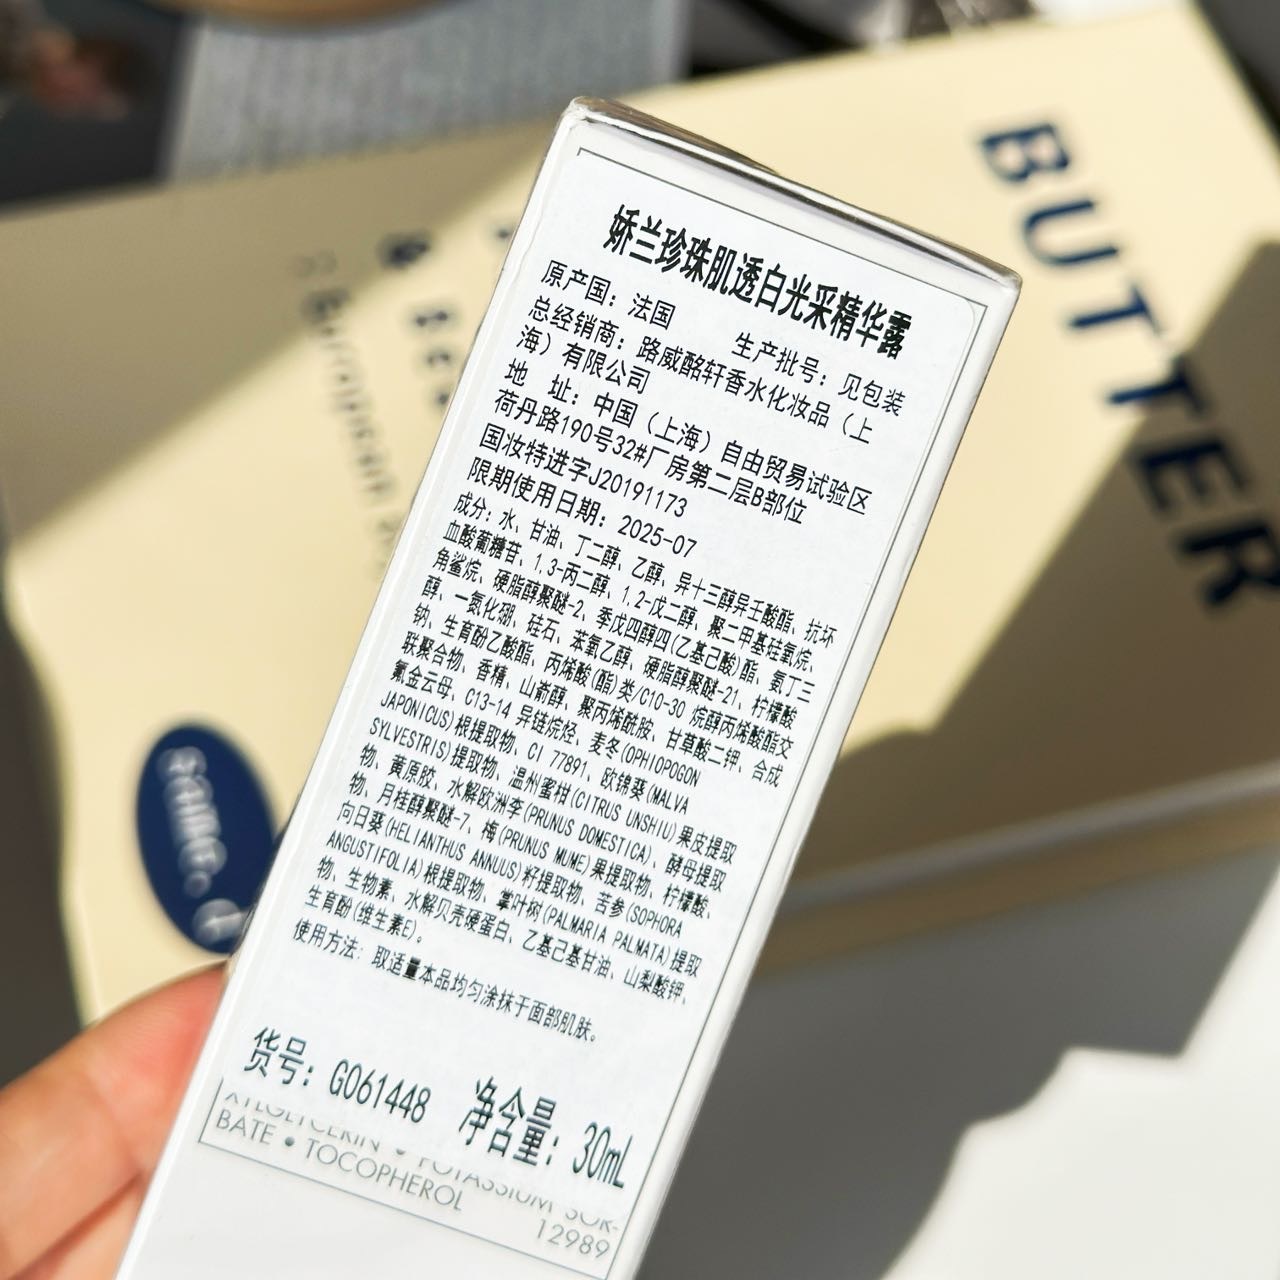 娇兰珍珠肌透白光采精华露
原产国：法国 生产批号：见包装
总经销商：路威酩轩香水化妆品（上
海）有限公司
地 址：中国（上海）自由贸易试验区
荷丹路190号32#厂房第二层B部位
国妆特进字J20191173
限期使用日期：2025-07
成分：水、甘油、丁二醇、乙醇、异十三醇异壬酸酯、抗坏
血酸葡糖苷、1,3-丙二醇、1,2-戊二醇、聚二甲基硅氧烷、
角鲨烷、硬脂醇聚醚-2、季戊四醇四(乙基己酸)酯、氨丁三
醇、一氮化硼、硅石、苯氧乙醇、硬脂醇聚醚-21、柠檬酸
钠、生育酚乙酸酯、丙烯酸(酯)类/C10-30 烷醇丙烯酸酯交
联聚合物、香精、山嵛醇、聚丙烯酰胺、甘草酸二钾、合成
氟金云母、C13-14 异链烷烃、麦冬(OPHIOPOGON
JAPONICUS)根提取物、CI 77891、欧锦葵(MALVA
SYLVESTRIS)提取物、温州蜜柑(CITRUS UNSHIU)果皮提取
物、黄原胶、水解欧洲李(PRUNUS DOMESTICA)、酵母提取
物、月桂醇聚醚-7、梅(PRUNUS MUME)果提取物、柠檬酸、
向日葵(HELIANTHUS ANNUUS)籽提取物、苦参(SOPHORA
ANGUSTIFOLIA)根提取物、掌叶树(PALMARIA PALMATA)提取
物、生物素、水解贝壳硬蛋白、乙基己基甘油、山梨酸钾、
生育酚(维生素E)。
使用方法：取适量本品均匀涂抹于面部肌肤。
货号：G061448 净含量：30mL
XYLGLYCERIN • POTASSIUM SOR-
BATE • TOCOPHEROL
12989
BUTTER